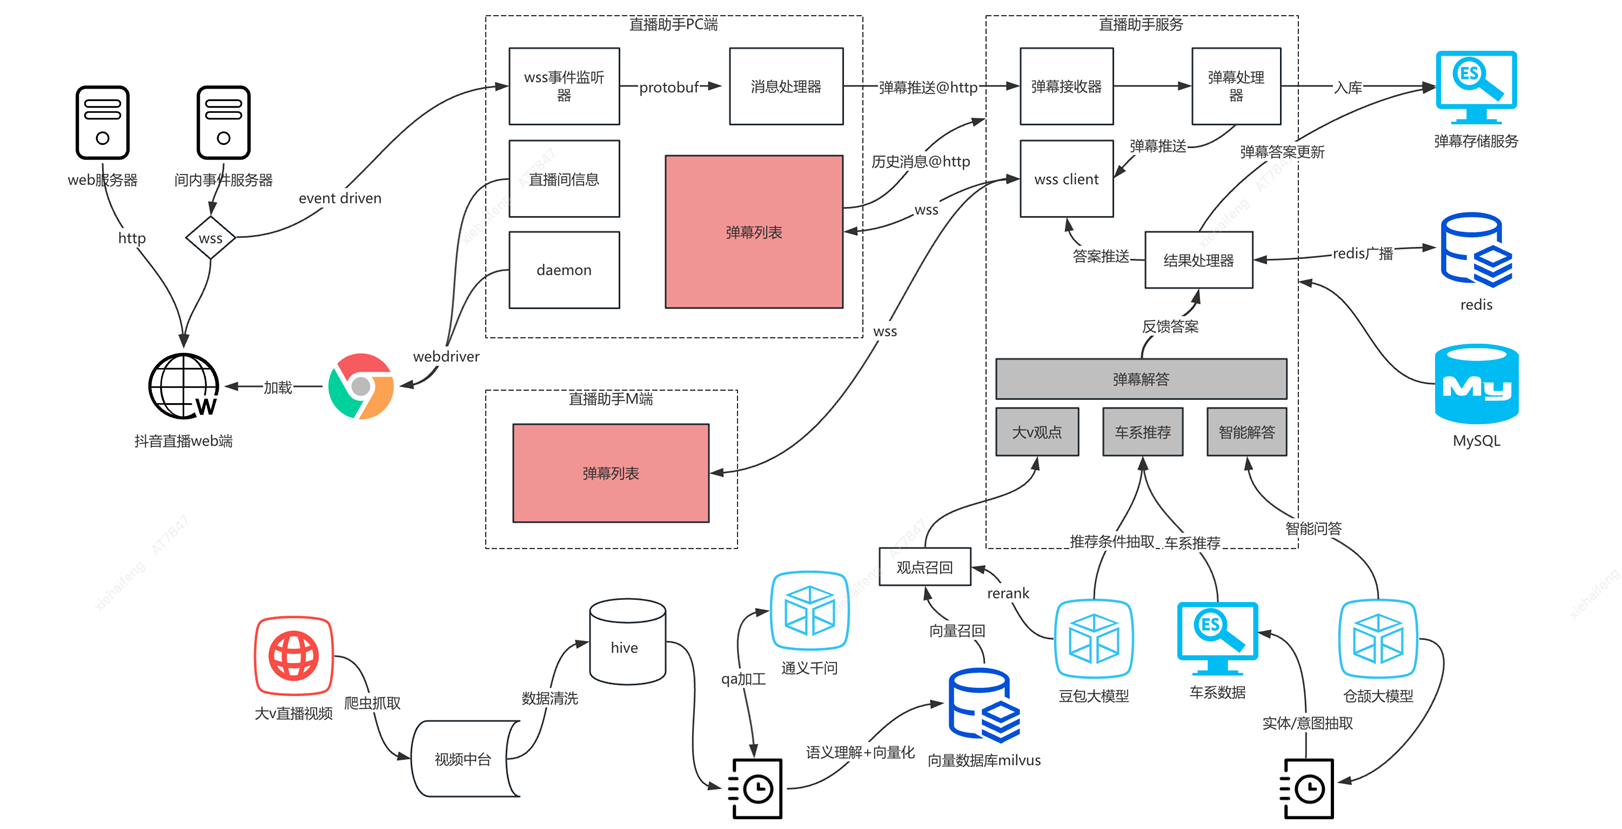 直播助手PC端
直播助手服务
wss事件监听
器
protobuf
消息处理器
弹幕推送@http
弹幕接收器
弹幕处理
器
入库
ES
弹幕存储服务
web服务器
间内事件服务器
event driven
http
wss
直播间信息
daemon
弹幕列表
历史消息@http
wss
弹幕推送
wss client
弹幕答案更新
答案推送
结果处理器
redis广播
redis
反馈答案
wss
webdriver
加载
抖音直播web端
直播助手M端
弹幕列表
弹幕解答
大v观点
车系推荐
智能解答
My
MySQL
推荐条件抽取
车系推荐
智能问答
观点召回
rerank
向量召回
ES
豆包大模型
车系数据
仓颉大模型
实体/意图抽取
大v直播视频
爬虫抓取
视频中台
数据清洗
hive
qa加工
通义千问
语义理解+向量化
向量数据库milvus
W
xiehaifeng AT7847
xiehaifeng AT7847
xiehaifeng AT7847
xiehaifeng AT7847
xiehaifeng